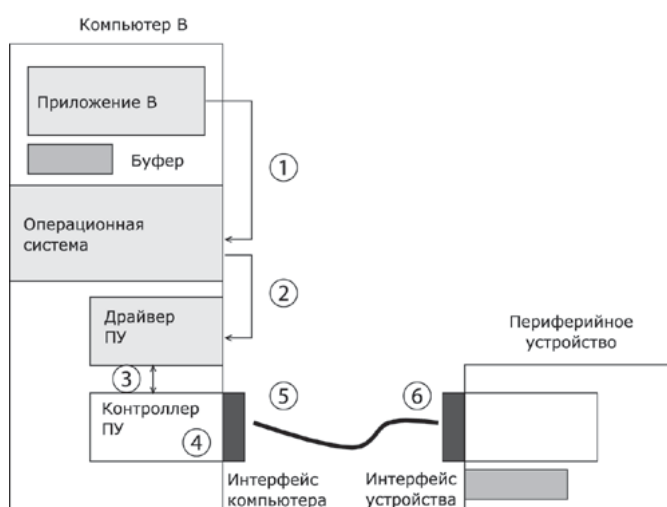 Компьютер В
Приложение В
Буфер
1
Операционная
система
2
Драйвер
ПУ
Периферийное
устройство
3
5
6
Контроллер
ПУ
4
Интерфейс
компьютера
Интерфейс
устройства